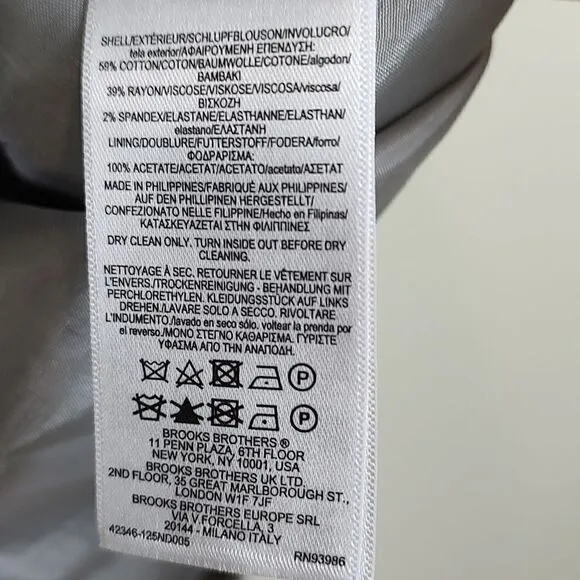 SHELL/EXTÉRIEUR/SCHLUPFBLOUSON/INVOLUCRO/
tela exterior/ΑΦΑΙΡΟΥΜΕΝΗ ΕΠΕΝΔΥΣΗ:
59% COTTON/COTON/BAUMWOLLE/COTONE/algodon/
ΒΑΜΒΑΚΙ
39% RAYON/VISCOSE/VISKOSE/VISCOSA/viscosa/
ΒΙΣΚΟΖΗ
2% SPANDEX/ELASTANE/ELASTHANNE/ELASTHAN/
elastano/ΕΛΑΣΤΑΝΗ
LINING/DOUBLURE/FUTTERSTOFF/FODERA/forro/
ΦΟΔΡΑΡΙΣΜΑ:
100% ACETATE/ACETAT/ACETATO/acetato/ΑΣΕΤΑΤ
MADE IN PHILIPPINES/FABRIQUÉ AUX PHILIPPINES/
AUF DEN PHILLIPINEN HERGESTELLT/
CONFEZIONATO NELLE FILIPPINE/Hecho en Filipinas/
ΚΑΤΑΣΚΕΥΑΖΕΤΑΙ ΣΤΗΝ ΦΙΛΙΠΠΙΝΕΣ
DRY CLEAN ONLY. TURN INSIDE OUT BEFORE DRY
CLEANING.
NETTOYAGE À SEC. RETOURNER LE VÊTEMENT SUR
L'ENVERS./TROCKENREINIGUNG - BEHANDLUNG MIT
PERCHLORETHYLEN. KLEIDUNGSSTÜCK AUF LINKS
DREHEN./LAVARE SOLO A SECCO. RIVOLTARE
L'INDUMENTO./lavado en seco sólo. voltear la prenda por
el reverso./ΜΟΝΟ ΣΤΕΓΝΟ ΚΑΘΑΡΙΣΜΑ. ΓΥΡΙΣΤΕ
ΥΦΑΣΜΑ ΑΠΟ ΤΗΝ ΑΝΑΠΟΔΗ.
P
P
BROOKS BROTHERS ®
11 PENN PLAZA, 6TH FLOOR
NEW YORK, NY 10001, USA
BROOKS BROTHERS UK LTD.
2ND FLOOR, 35 GREAT MARLBOROUGH ST.,
LONDON W1F 7JF
BROOKS BROTHERS EUROPE SRL
VIA V.FORCELLA, 3
20144 - MILANO ITALY
42346-125ND005
RN93986